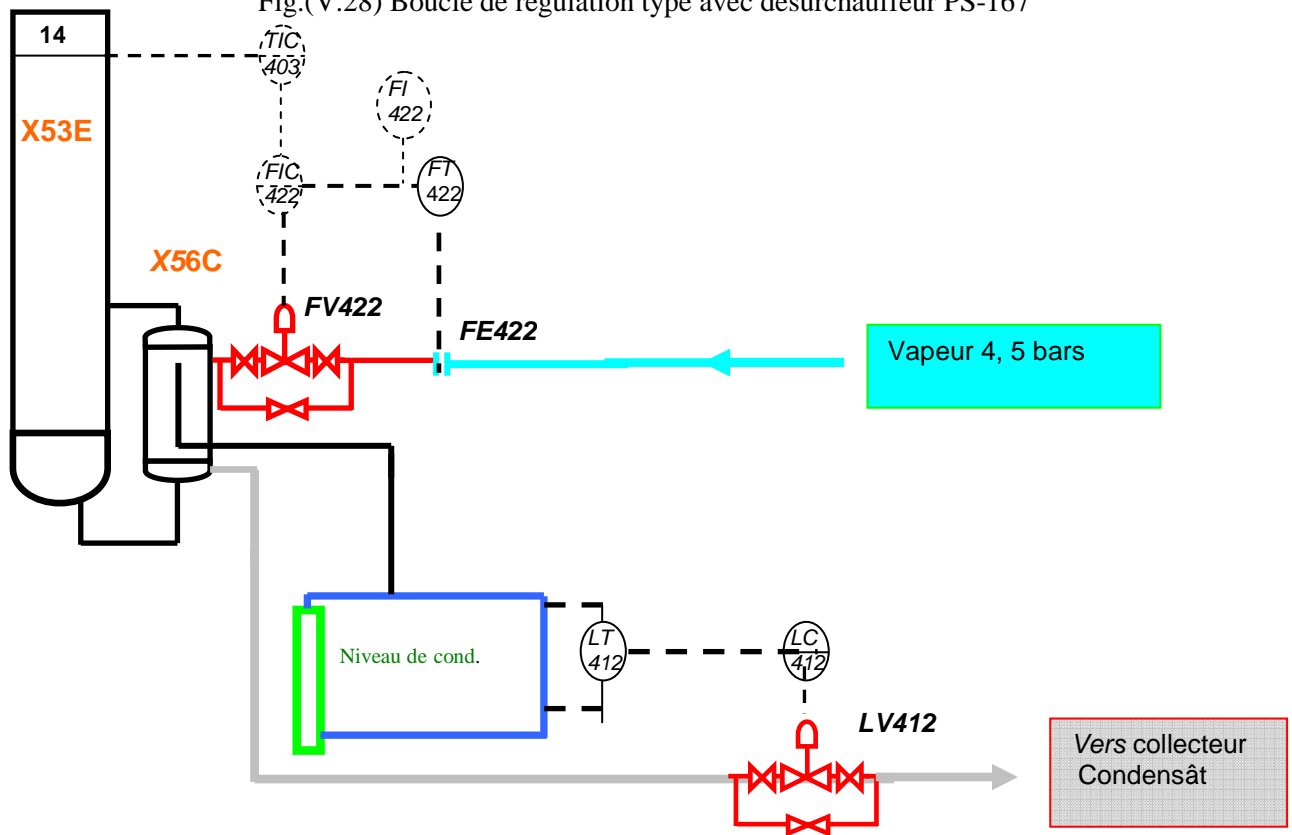 Fig.(V.28) Boucle de régulation type avec désurchauffeur PS-167
14
TIC
403
FI
422
X53E
FIC
422
FT
422
X56C
FV422
FE422
Vapeur 4, 5 bars
Niveau de cond.
LT
412
LC
412
LV412
Vers collecteur
Condensât